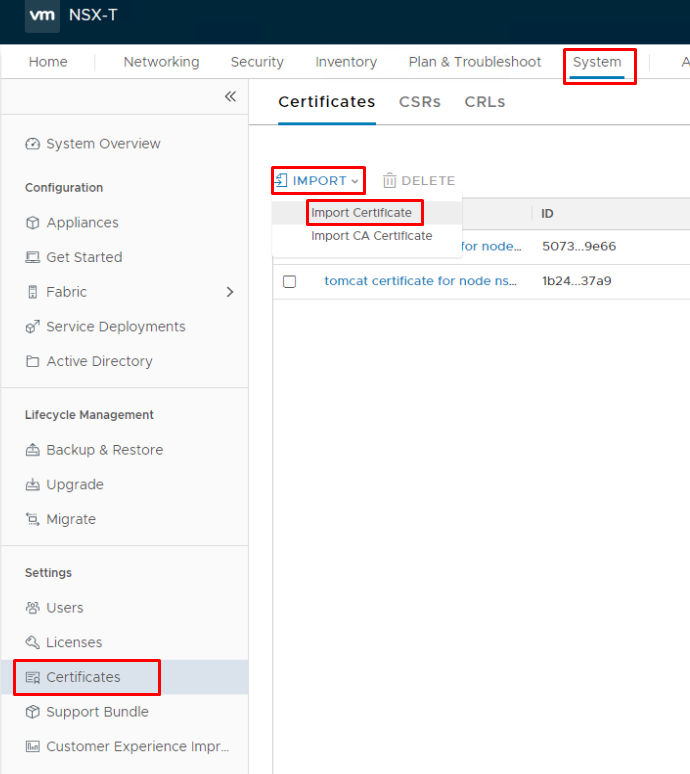 vm NSX-T
Home Networking Security Inventory Plan & Troubleshoot System A
Certificates CSRs CRLs
System Overview
Configuration
Appliances
Get Started
Fabric
Service Deployments
Active Directory
Lifecycle Management
Backup & Restore
Upgrade
Migrate
Settings
Users
Licenses
Certificates
Support Bundle
Customer Experience Impr...
IMPORT DELETE
Import Certificate
Import CA Certificate
ID
for node... 5073...9e66
tomcat certificate for node ns... 1b24...37a9